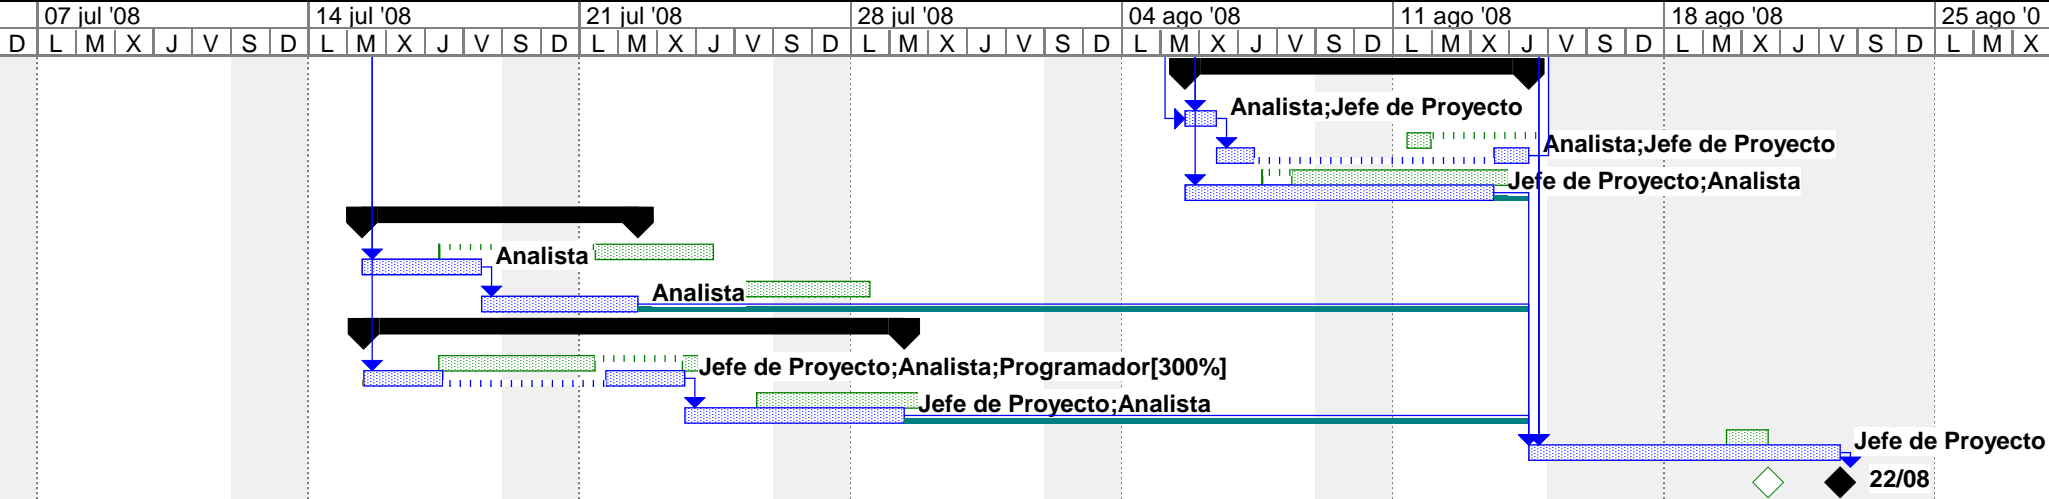 07 jul '08 14 jul '08 21 jul '08 28 jul '08 04 ago '08 11 ago '08 18 ago '08 25 ago '0
D L M X J V S D L M X J V S D L M X J V S D L M X J V S D L M X J V S D L M X J V S D L M X J V S D L M X
Analista;Jefe de Proyecto
Analista;Jefe de Proyecto
Jefe de Proyecto;Analista
Analista
Analista
Jefe de Proyecto;Analista;Programador[300%]
Jefe de Proyecto;Analista
Jefe de Proyecto
22/08